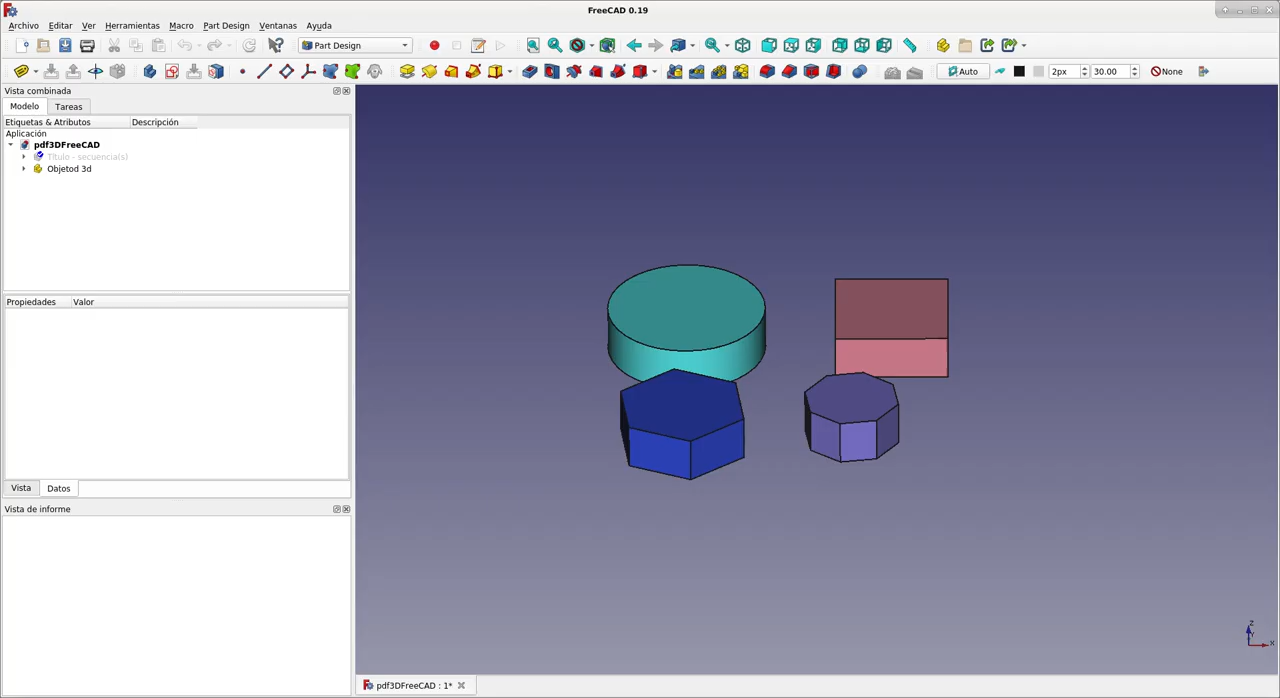 FreeCAD 0.19
Archivo Editar Ver Herramientas Macro Part Design Ventanas Ayuda
Part Design
Auto 2px 30.00 None
Vista combinada
Modelo Tareas
Etiquetas & Atributos Descripción
Aplicación
pdf3DFreeCAD
Título - secuencia(s)
Objetod 3d
Propiedades Valor
Vista Datos
Vista de informe
Z
Y
X
pdf3DFreeCAD : 1*